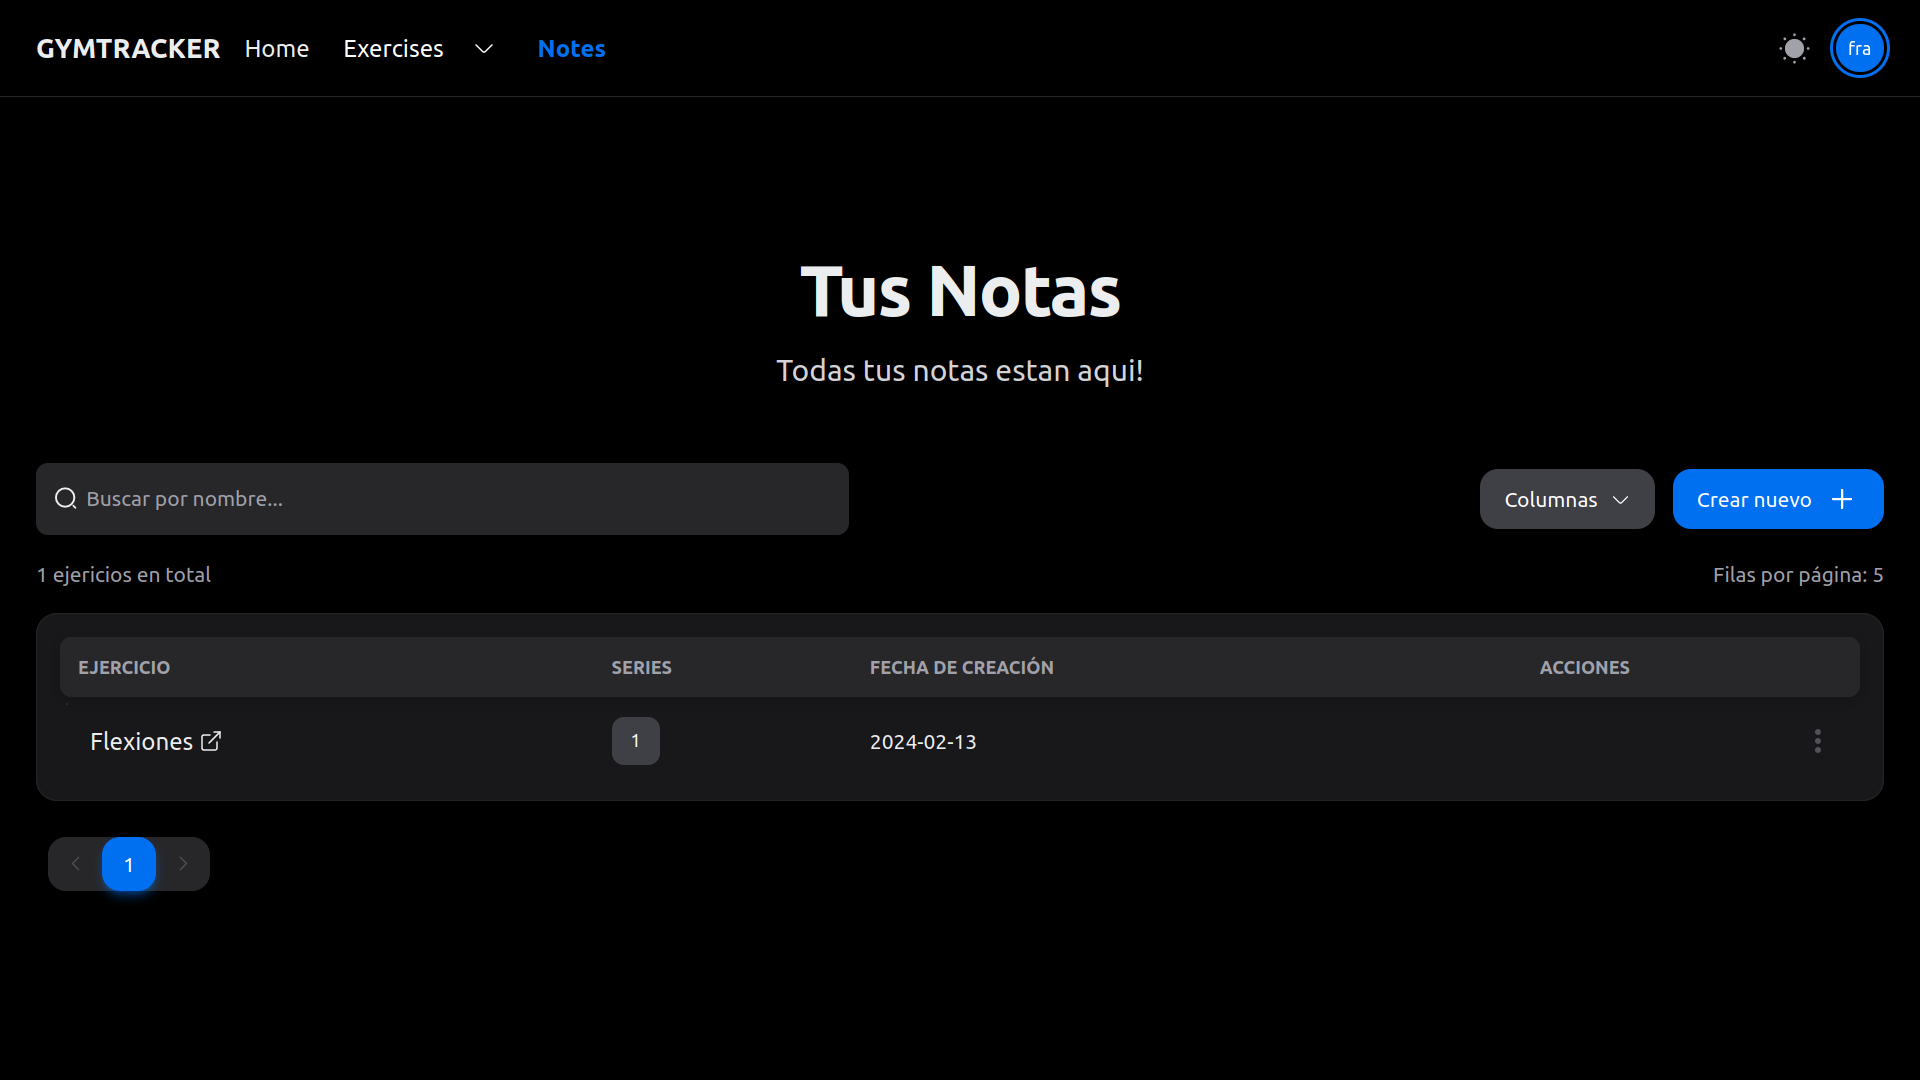 GYMTRACKER Home Exercises Notes fra
Tus Notas
Todas tus notas estan aqui!
Buscar por nombre... Columnas Crear nuevo
1 ejericios en total Filas por página: 5
EJERCICIO SERIES FECHA DE CREACIÓN ACCIONES
Flexiones 1 2024-02-13
1